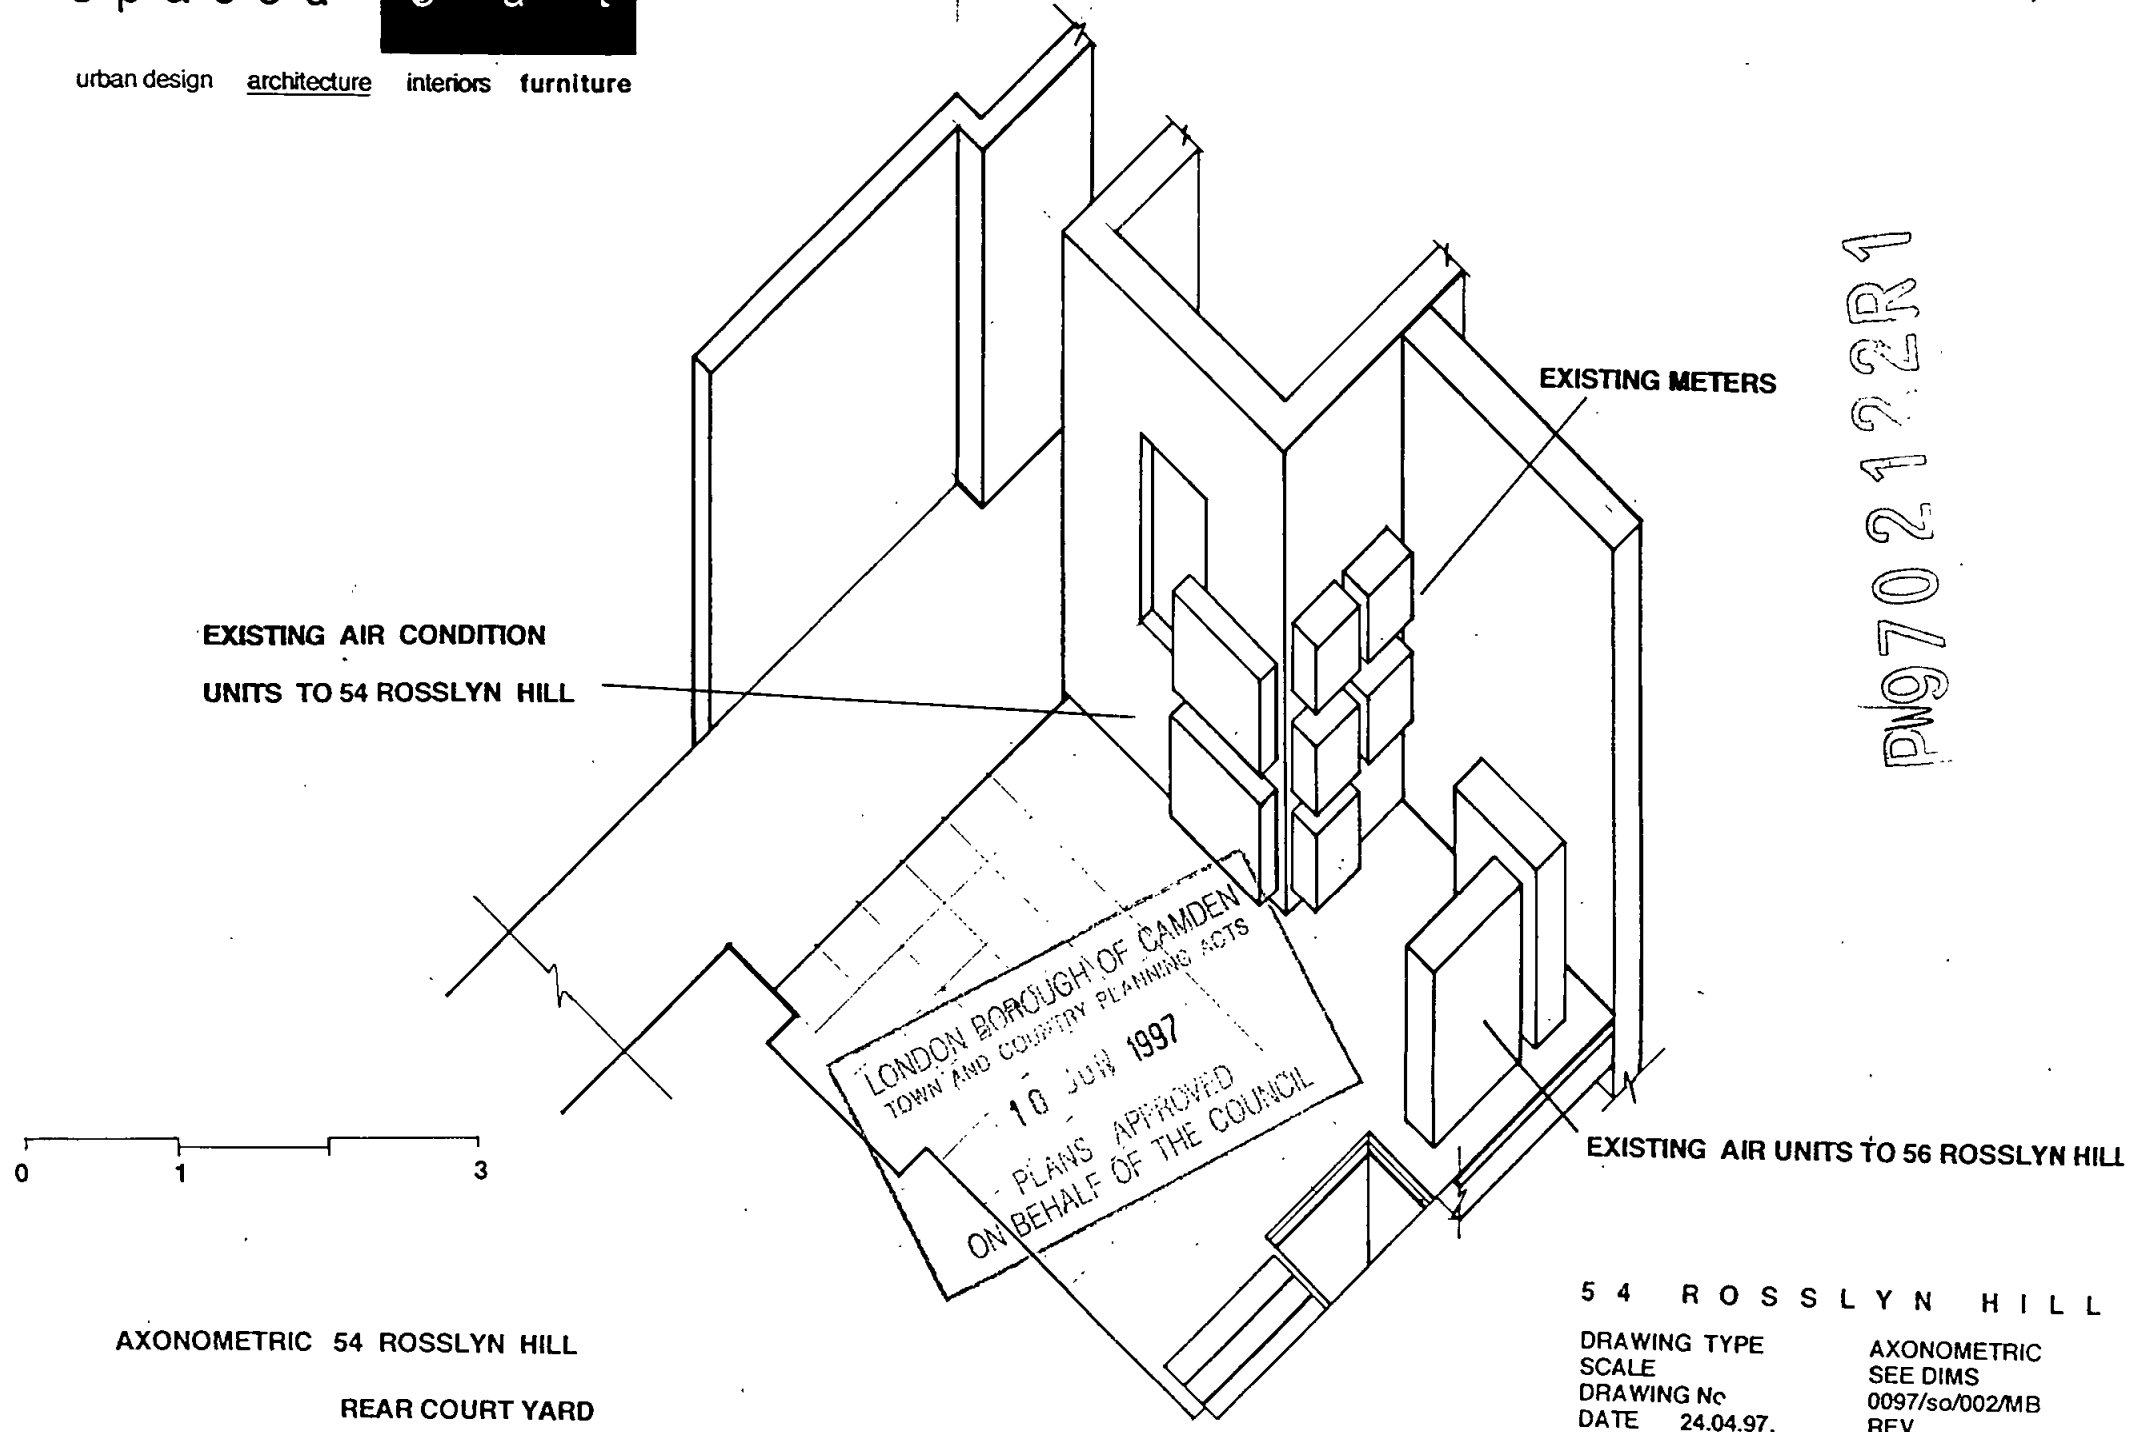 urban design architecture interiors furniture
EXISTING METERS
PW9702122R1
EXISTING AIR CONDITION
UNITS TO 54 ROSSLYN HILL
LONDON BOROUGH OF CAMDEN
TOWN AND COUNTRY PLANNING ACTS
10 JUN 1997
PLANS APPROVED
ON BEHALF OF THE COUNCIL
0 1 3
EXISTING AIR UNITS TO 56 ROSSLYN HILL
AXONOMETRIC 54 ROSSLYN HILL
REAR COURT YARD
54 ROSSLYN HILL
DRAWING TYPE AXONOMETRIC
SCALE SEE DIMS
DRAWING No 0097/so/002/MB
DATE 24.04.97. REV